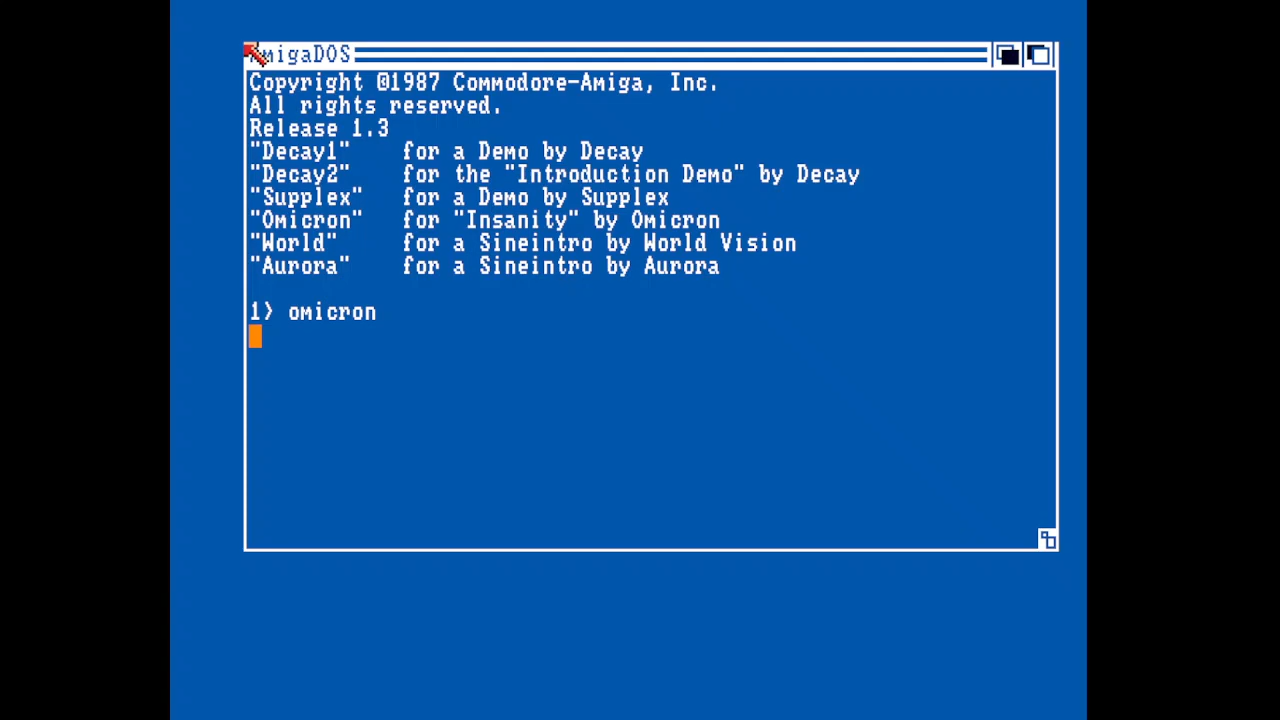 AmigaDOS
Copyright ©1987 Commodore-Amiga, Inc.
All rights reserved.
Release 1.3
"Decay1" for a Demo by Decay
"Decay2" for the "Introduction Demo" by Decay
"Supplex" for a Demo by Supplex
"Omicron" for "Insanity" by Omicron
"World" for a Sineintro by World Vision
"Aurora" for a Sineintro by Aurora
1> omicron